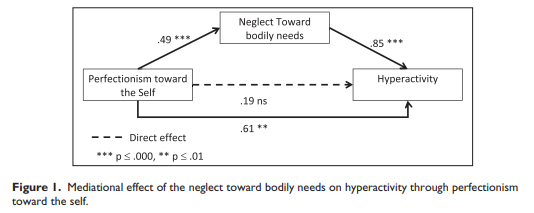 Neglect Toward
bodily needs
.49 ***
.85 ***
Perfectionism toward
the Self
Hyperactivity
.19 ns
.61 **
Direct effect
*** p ≤ .000, ** p ≤ .01
Figure 1. Mediational effect of the neglect toward bodily needs on hyperactivity through perfectionism
toward the self.